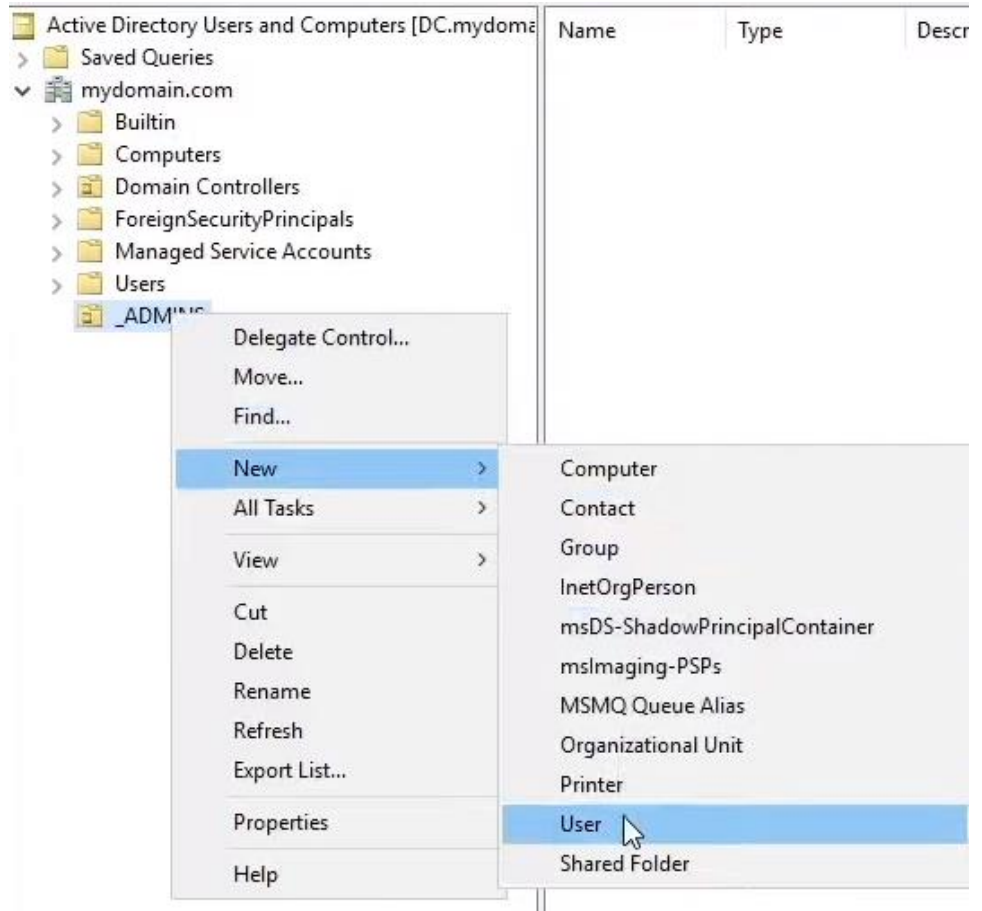 Active Directory Users and Computers [DC.mydoma
Name Type Descr
Saved Queries
mydomain.com
Builtin
Computers
Domain Controllers
ForeignSecurityPrincipals
Managed Service Accounts
Users
_ADMINS
Delegate Control...
Move...
Find...
New
All Tasks
View
Cut
Delete
Rename
Refresh
Export List...
Properties
Help
Computer
Contact
Group
InetOrgPerson
msDS-ShadowPrincipalContainer
msImaging-PSPs
MSMQ Queue Alias
Organizational Unit
Printer
User
Shared Folder